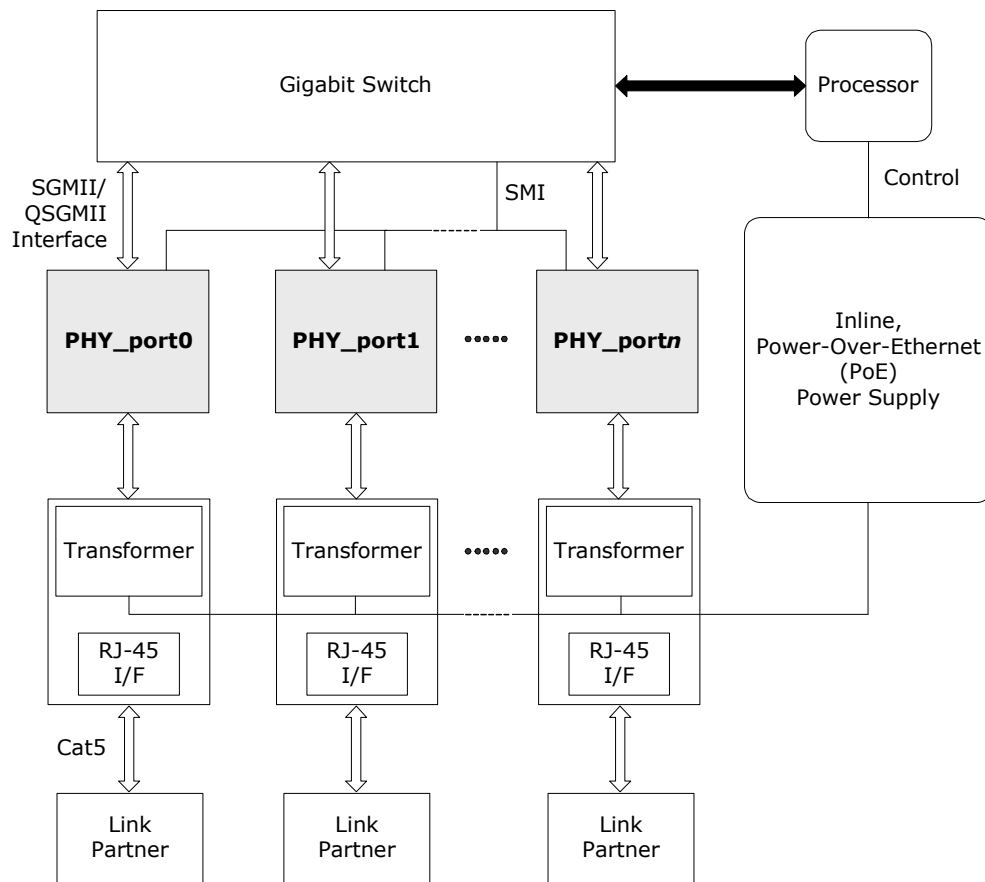 Gigabit Switch
Processor
SGMII/
QSGMII
Interface
SMI
Control
PHY_port0
PHY_port1
PHY_portn
Inline,
Power-Over-Ethernet
(PoE)
Power Supply
Transformer
Transformer
Transformer
RJ-45
I/F
RJ-45
I/F
RJ-45
I/F
Cat5
Link
Partner
Link
Partner
Link
Partner